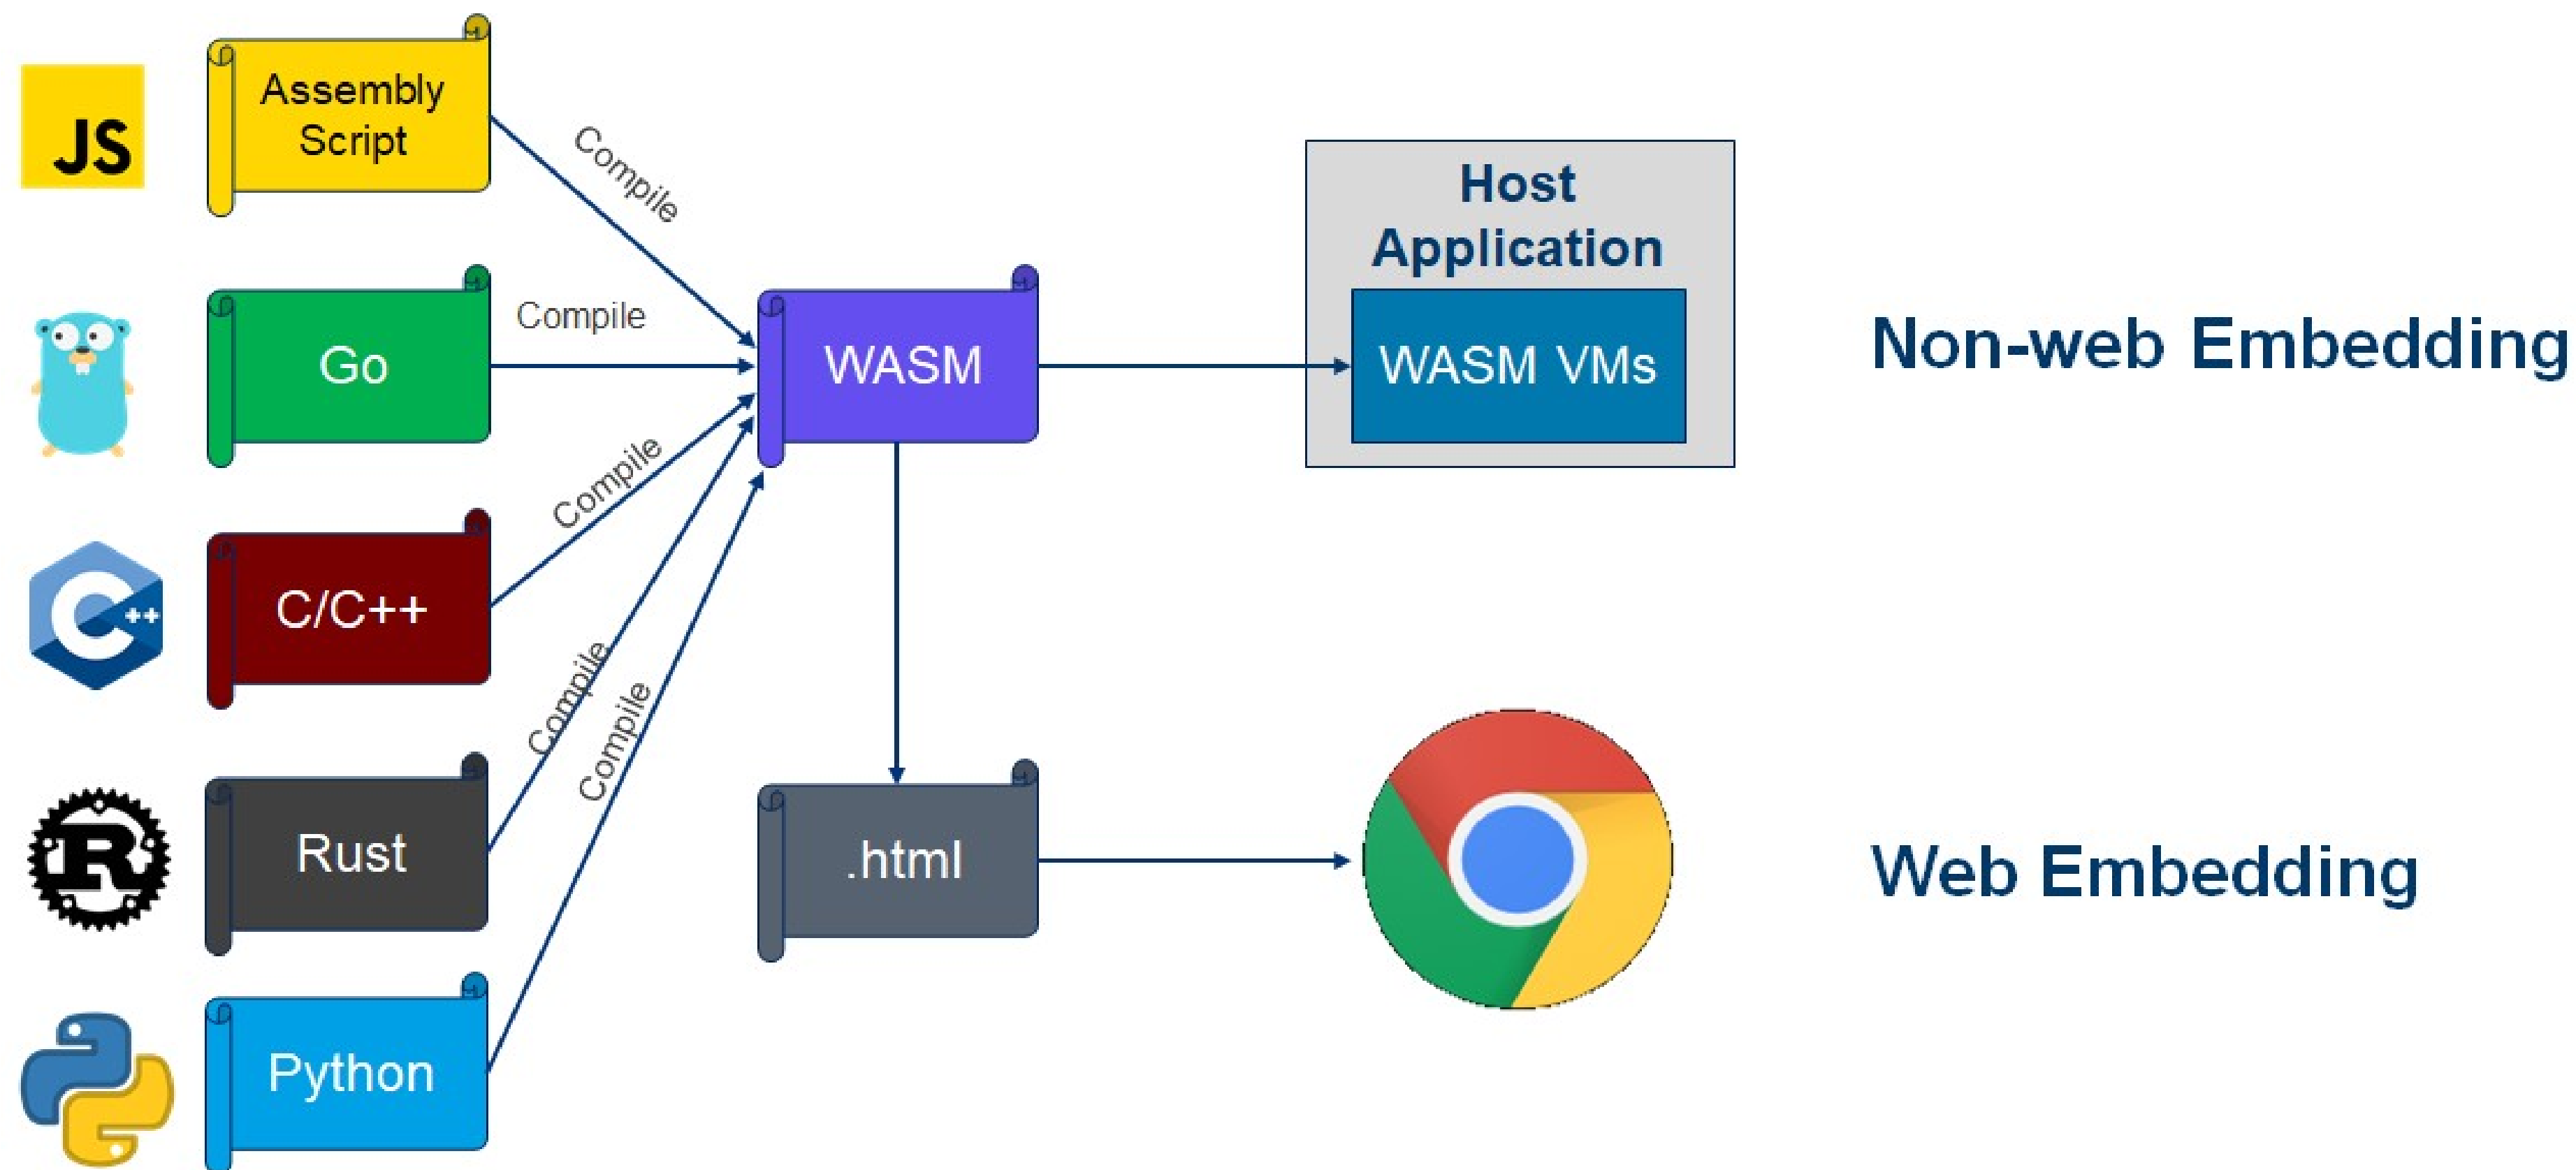 JS
Assembly
Script
Compile
Go
Compile
WASM
Host
Application
WASM VMs
Non-web Embedding
C++
C/C++
Compile
R
Rust
Compile
.html
Web Embedding
Python
Compile